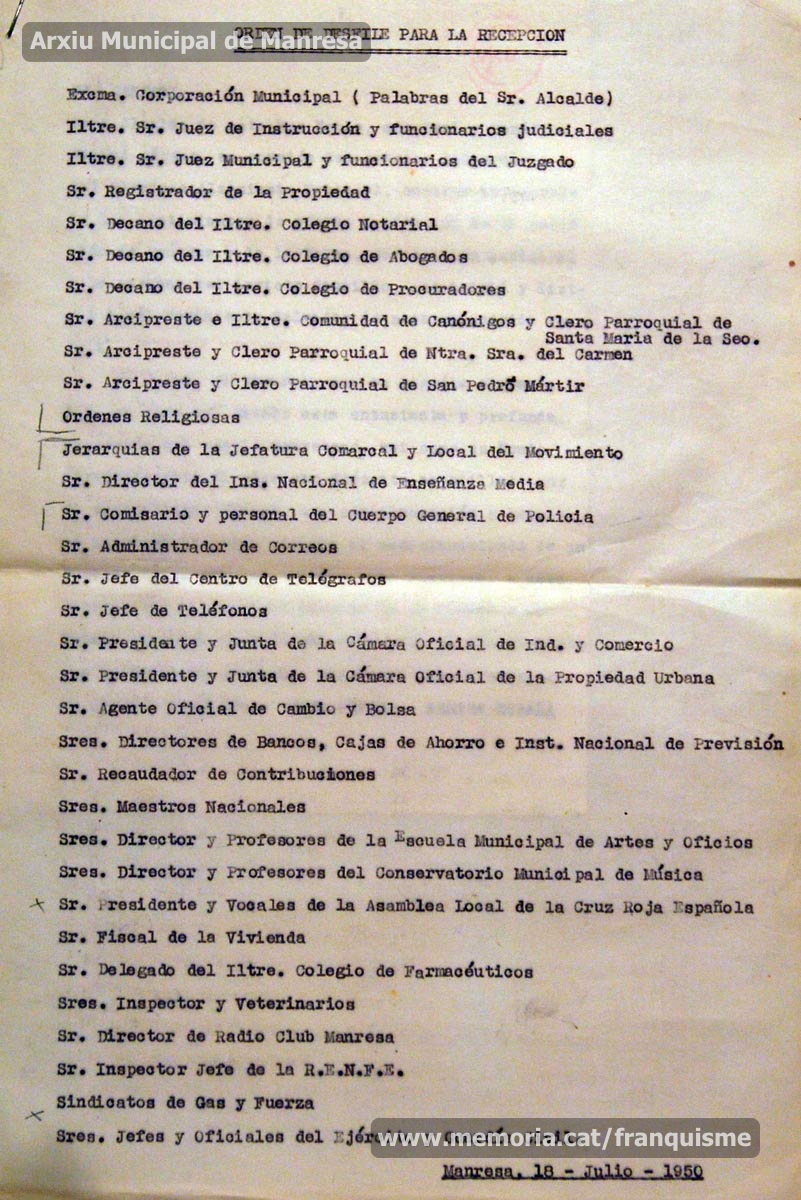 ORDEN DE DESFILE PARA LA RECEPCION
Arxiu Municipal de Manresa
Excma. Corporación Municipal ( Palabras del Sr. Alcalde)
Iltre. Sr. Juez de Instrucción y funcionarios judiciales
Iltre. Sr. Juez Municipal y funcionarios del Juzgado
Sr. Registrador de la Propiedad
Sr. Decano del Iltre. Colegio Notarial
Sr. Decano del Iltre. Colegio de Abogados
Sr. Decano del Iltre. Colegio de Procuradores
Sr. Arcipreste e Iltre. Comunidad de Canónigos y Clero Parroquial de
Santa Maria de la Seo.
Sr. Arcipreste y Clero Parroquial de Ntra. Sra. del Carmen
Sr. Arcipreste y Clero Parroquial de San Pedro Mártir
Ordenes Religiosas
Jerarquias de la Jefatura Comarcal y Local del Movimiento
Sr. Director del Ins. Nacional de Enseñanza Media
Sr. Comisario y personal del Cuerpo General de Policia
Sr. Administrador de Correos
Sr. Jefe del Centro de Telégrafos
Sr. Jefe de Teléfonos
Sr. Presidente y Junta de la Cámara Oficial de Ind. y Comercio
Sr. Presidente y Junta de la Cámara Oficial de la Propiedad Urbana
Sr. Agente Oficial de Cambio y Bolsa
Sres. Directores de Bancos, Cajas de Ahorro e Inst. Nacional de Previsión
Sr. Recaudador de Contribuciones
Sres. Maestros Nacionales
Sres. Director y Profesores de la Escuela Municipal de Artes y Oficios
Sres. Director y Profesores del Conservatorio Municipal de Música
Sr. Presidente y Vocales de la Asamblea Local de la Cruz Roja Española
Sr. Fiscal de la Vivienda
Sr. Delegado del Iltre. Colegio de Farmacéuticos
Sres. Inspector y Veterinarios
Sr. Director de Radio Club Manresa
Sr. Inspector Jefe de la R.E.N.F.E.
Sindicatos de Gas y Fuerza
Sres. Jefes y Oficiales del
www.memoria.cat/franquisme
Manresa, 18 - Julio - 1950